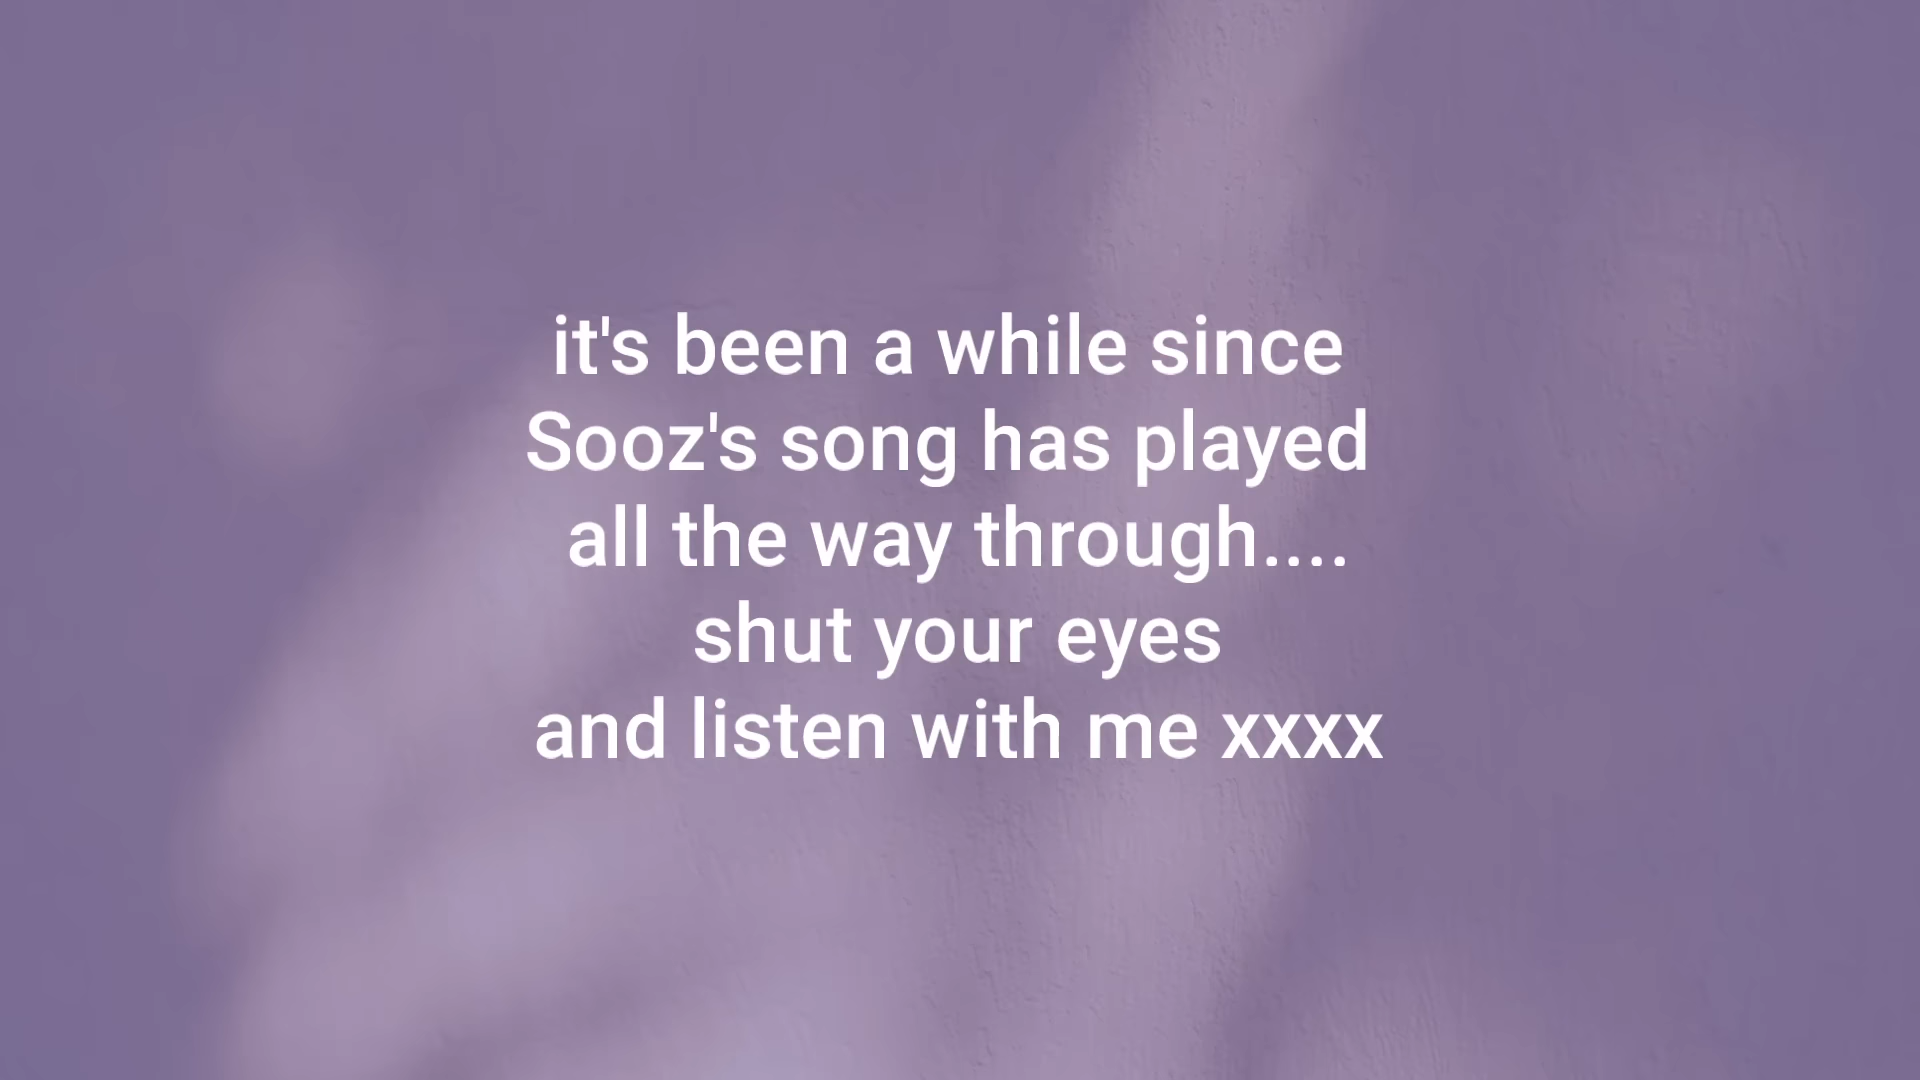 it's been a while since
Sooz's song has played
all the way through....
shut your eyes
and listen with me xxxx